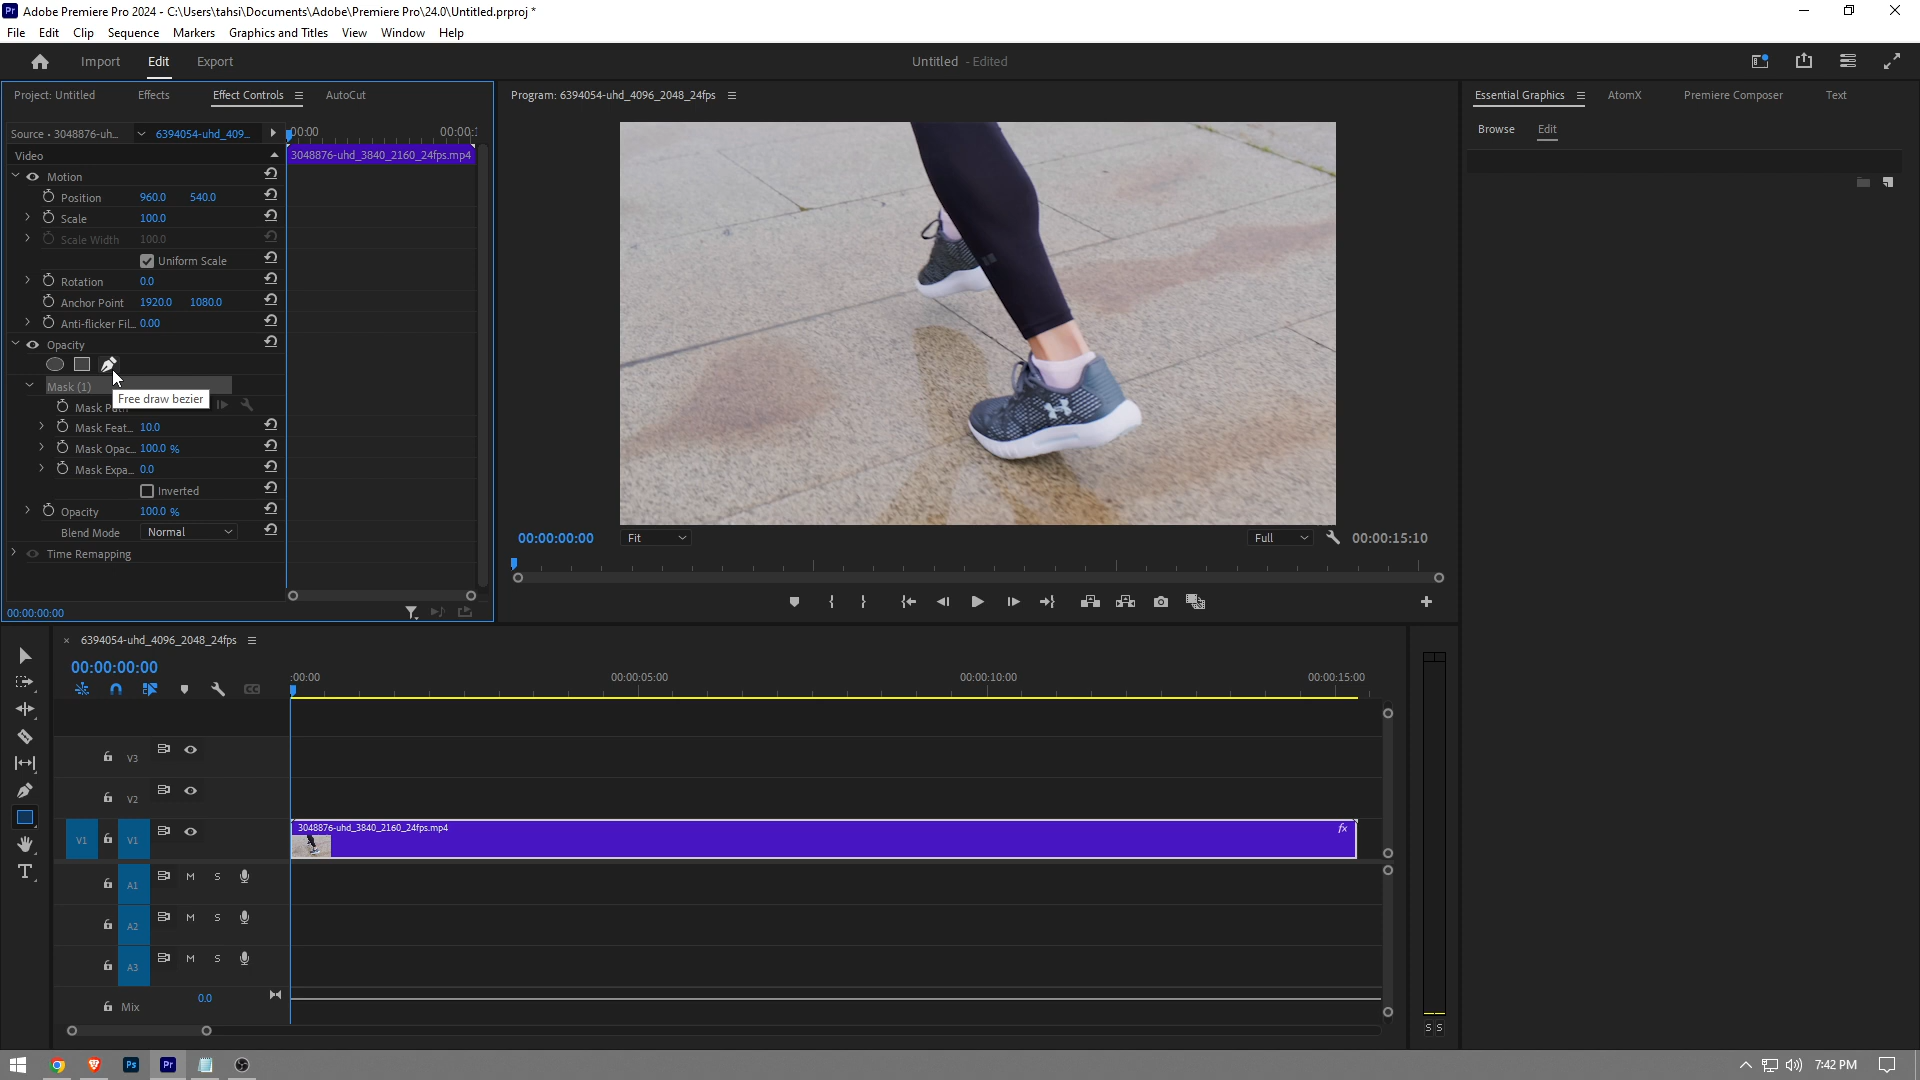 Adobe Premiere Pro 2024 - C:\Users\tahsi\Documents\Adobe\Premiere Pro\24.0\Untitled.prproj *
File Edit Clip Sequence Markers Graphics and Titles View Window Help
Import Edit Export
Untitled - Edited
Project: Untitled Effects Effect Controls AutoCut
Source • 3048876-uh... 6394054-uhd_409...
:00:00 00:00:1
Video
3048876-uhd_3840_2160_24fps.mp4
Motion
Position 960.0 540.0
Scale 100.0
Scale Width 100.0
Uniform Scale
Rotation 0.0
Anchor Point 1920.0 1080.0
Anti-flicker Fil... 0.00
Opacity
Mask (1)
Free draw bezier
Mask Path
Mask Feat... 10.0
Mask Opac... 100.0 %
Mask Expa... 0.0
Inverted
Opacity 100.0 %
Blend Mode Normal
Time Remapping
00:00:00:00
Program: 6394054-uhd_4096_2048_24fps
00:00:00:00 Fit Full 00:00:15:10
Essential Graphics AtomX Premiere Composer Text
Browse Edit
6394054-uhd_4096_2048_24fps
00:00:00:00
:00:00 00:00:05:00 00:00:10:00 00:00:15:00
V3
V2
V1 V1
3048876-uhd_3840_2160_24fps.mp4 fx
A1 M S
A2 M S
A3 M S
Mix 0.0
S S
7:42 PM